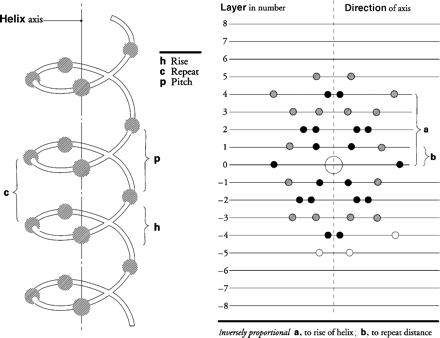 Helix axis
h Rise
c Repeat
p Pitch
p
c
h
Layer in number
Direction of axis
8
7
6
5
4
3
2
1
0
−1
−2
−3
−4
−5
−6
−7
−8
a
b
Inversely proportional a, to rise of helix; b, to repeat distance